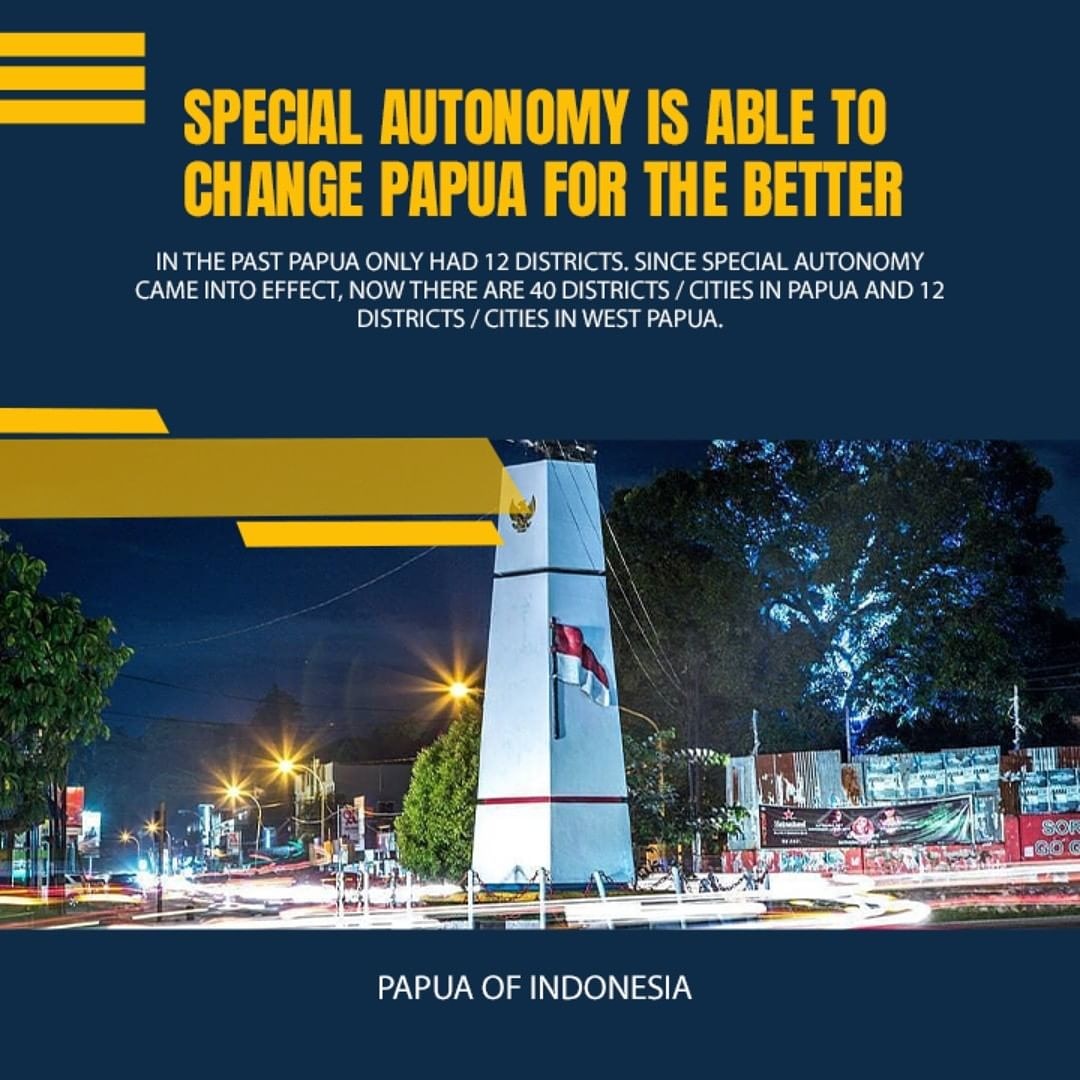 SPECIAL AUTONOMY IS ABLE TO
CHANGE PAPUA FOR THE BETTER
IN THE PAST PAPUA ONLY HAD 12 DISTRICTS. SINCE SPECIAL AUTONOMY
CAME INTO EFFECT, NOW THERE ARE 40 DISTRICTS / CITIES IN PAPUA AND 12
DISTRICTS / CITIES IN WEST PAPUA.
PAPUA OF INDONESIA